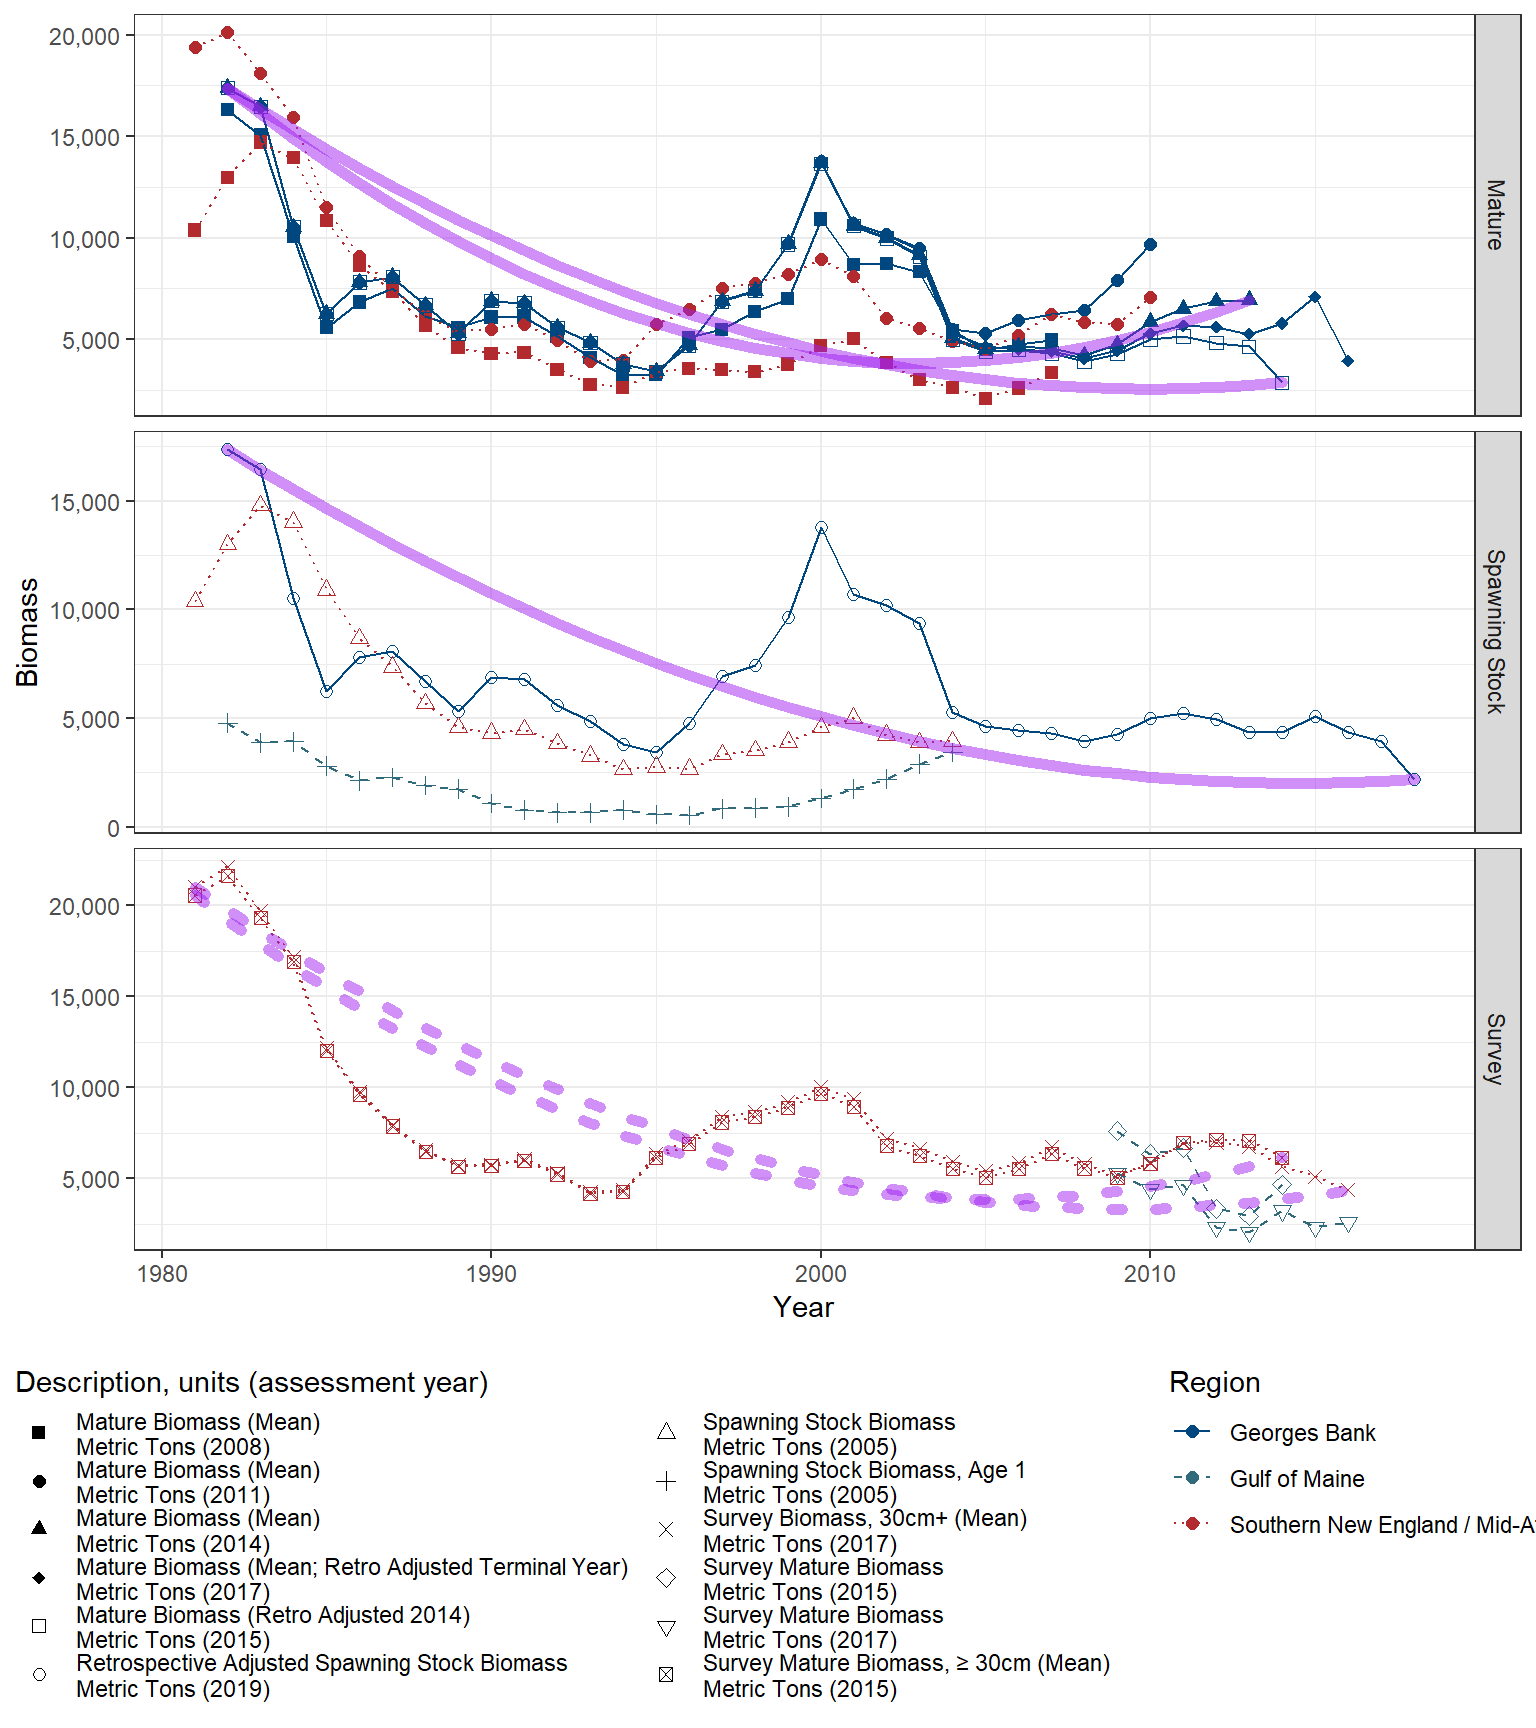 20,000
15,000
10,000
5,000
Mature
15,000
10,000
5,000
0
Spawning Stock
Biomass
20,000
15,000
10,000
5,000
Survey
1980
1990
2000
2010
Year
Description, units (assessment year)
Mature Biomass (Mean)
Metric Tons (2008)
Mature Biomass (Mean)
Metric Tons (2011)
Mature Biomass (Mean)
Metric Tons (2014)
Mature Biomass (Mean; Retro Adjusted Terminal Year)
Metric Tons (2017)
Mature Biomass (Retro Adjusted 2014)
Metric Tons (2015)
Retrospective Adjusted Spawning Stock Biomass
Metric Tons (2019)
Spawning Stock Biomass
Metric Tons (2005)
Spawning Stock Biomass, Age 1
Metric Tons (2005)
Survey Biomass, 30cm+ (Mean)
Metric Tons (2017)
Survey Mature Biomass
Metric Tons (2015)
Survey Mature Biomass
Metric Tons (2017)
Survey Mature Biomass, ≥ 30cm (Mean)
Metric Tons (2015)
Region
Georges Bank
Gulf of Maine
Southern New England / Mid-A